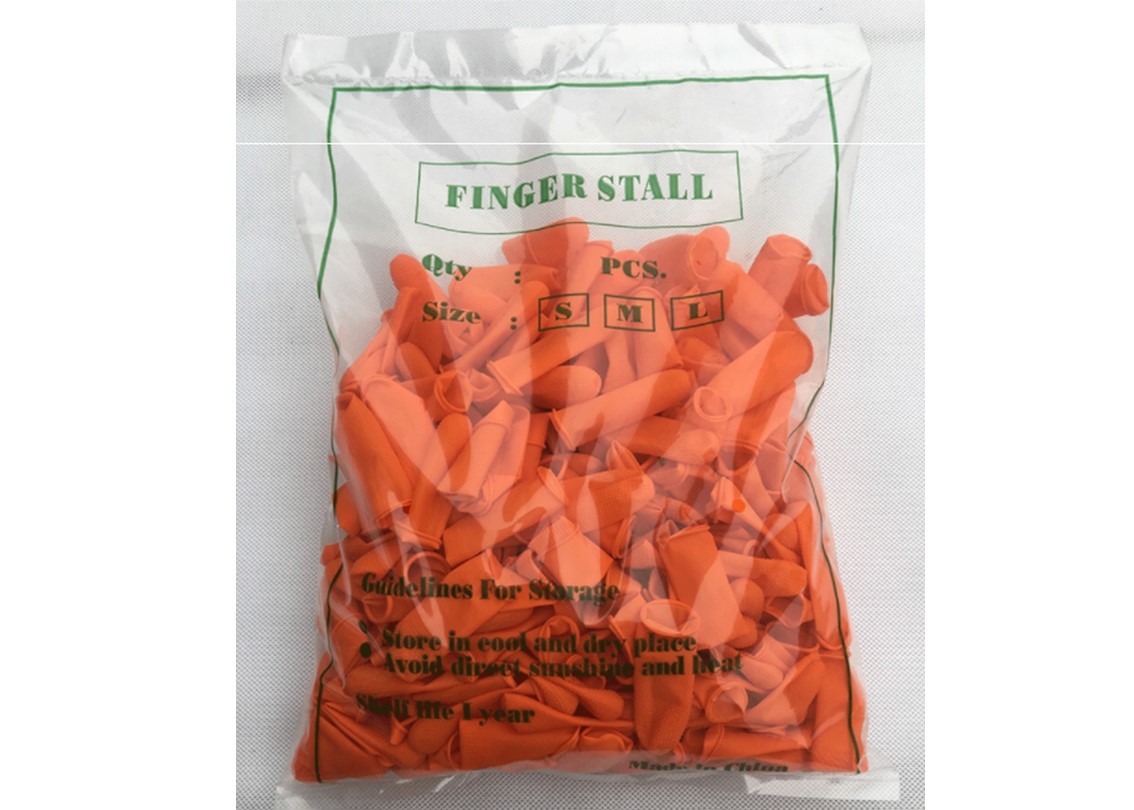 FINGER STALL
Qty : PCS.
Size : S M L
Guidelines For Storage
Store in cool and dry place
Avoid direct sunshine and heat
Shelf life 1 year
Made in China